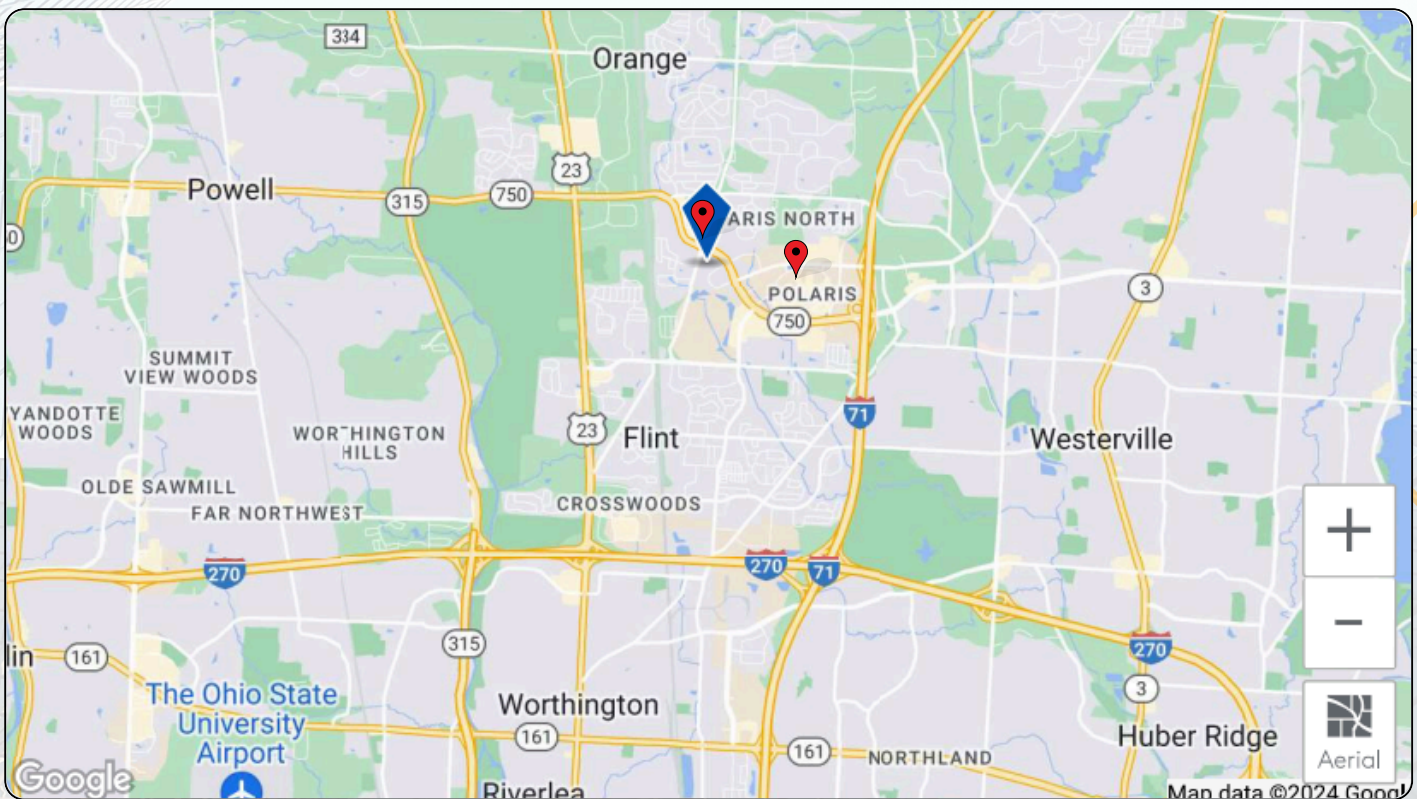 334
Orange
23
Powell
315
750
ARIS NORTH
POLARIS
750
3
SUMMIT
VIEW WOODS
YANDOTTE
WOODS
WORTHINGTON
HILLS
23
Flint
71
Westerville
OLDE SAWMILL
FAR NORTHWEST
CROSSWOODS
270
270
71
315
161
lin
270
3
The Ohio State
University
Airport
Worthington
161
161
NORTHLAND
Huber Ridge
Aerial
Google
Riverlea
Map data ©2024 Googl